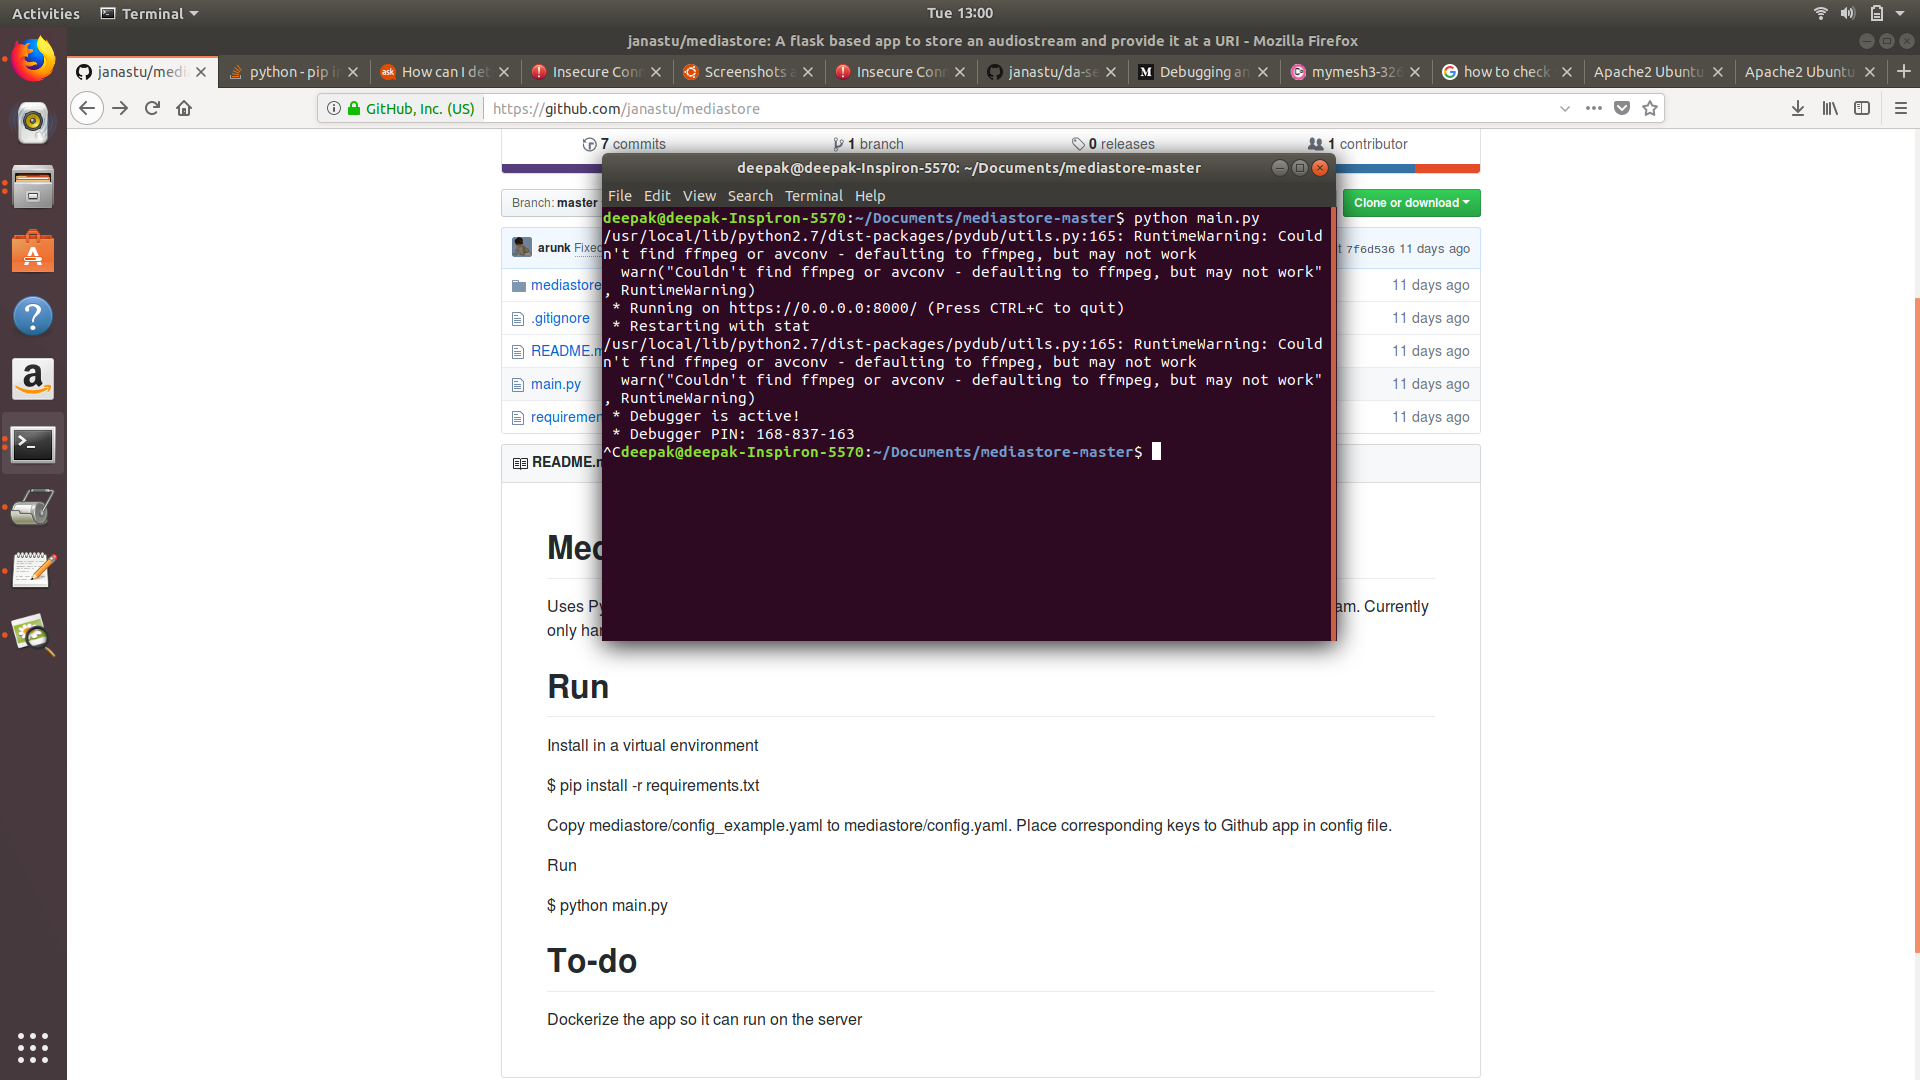 Activities
Terminal
Tue 13:00
janastu/mediastore: A flask based app to store an audiostream and provide it at a URI - Mozilla Firefox
janastu/medi
python - pip i
How can I det
Insecure Conn
Screenshots a
Insecure Conn
janastu/da-se
Debugging an
mymesh3-326
how to check
Apache2 Ubuntu
Apache2 Ubuntu
GitHub, Inc. (US)
https://github.com/janastu/mediastore
7 commits
1 branch
0 releases
1 contributor
deepak@deepak-Inspiron-5570: ~/Documents/mediastore-master
File Edit View Search Terminal Help
deepak@deepak-Inspiron-5570:~/Documents/mediastore-master$ python main.py
/usr/local/lib/python2.7/dist-packages/pydub/utils.py:165: RuntimeWarning: Could
n't find ffmpeg or avconv - defaulting to ffmpeg, but may not work
warn("Couldn't find ffmpeg or avconv - defaulting to ffmpeg, but may not work"
, RuntimeWarning)
* Running on https://0.0.0.0:8000/ (Press CTRL+C to quit)
* Restarting with stat
/usr/local/lib/python2.7/dist-packages/pydub/utils.py:165: RuntimeWarning: Could
n't find ffmpeg or avconv - defaulting to ffmpeg, but may not work
warn("Couldn't find ffmpeg or avconv - defaulting to ffmpeg, but may not work"
, RuntimeWarning)
* Debugger is active!
* Debugger PIN: 168-837-163
^Cdeepak@deepak-Inspiron-5570:~/Documents/mediastore-master$
Branch: master
Clone or download
arunk Fixed
t 7f6d536 11 days ago
mediastore
11 days ago
.gitignore
11 days ago
README.m
11 days ago
main.py
11 days ago
requiremen
11 days ago
README.m
Med
Uses Py
am. Currently
only han
Run
Install in a virtual environment
$ pip install -r requirements.txt
Copy mediastore/config_example.yaml to mediastore/config.yaml. Place corresponding keys to Github app in config file.
Run
$ python main.py
To-do
Dockerize the app so it can run on the server